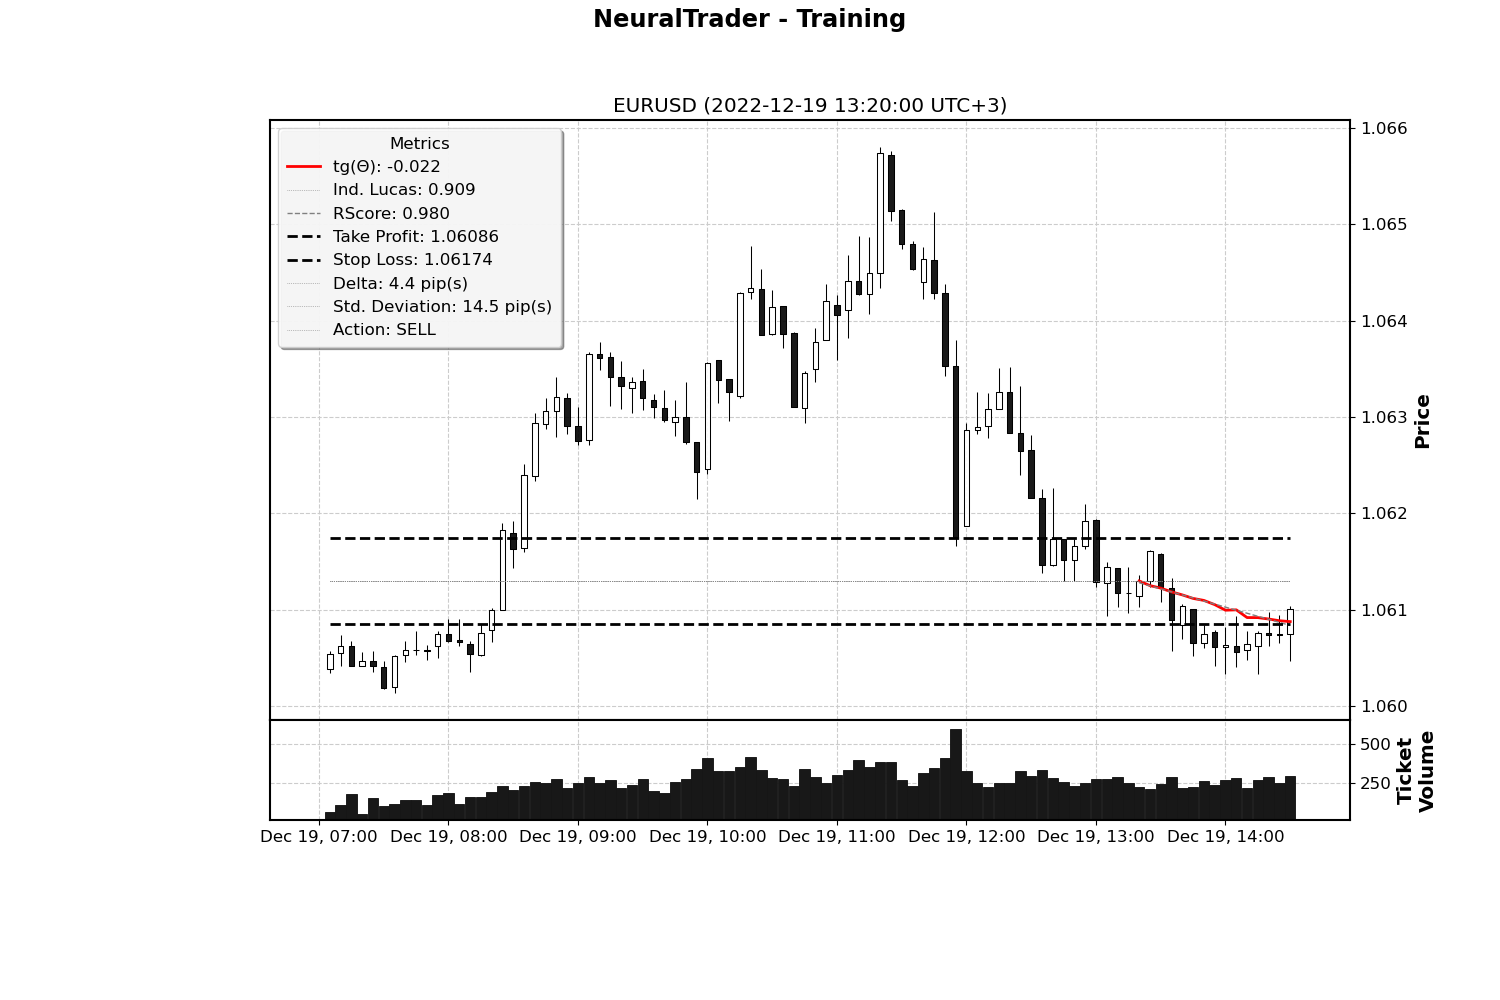 NeuralTrader - Training
EURUSD (2022-12-19 13:20:00 UTC+3)
Metrics
tg(Θ): -0.022
Ind. Lucas: 0.909
RScore: 0.980
Take Profit: 1.06086
Stop Loss: 1.06174
Delta: 4.4 pip(s)
Std. Deviation: 14.5 pip(s)
Action: SELL
1.066
1.065
1.064
1.063
1.062
1.061
1.060
Price
500
250
Ticket
Volume
Dec 19, 07:00
Dec 19, 08:00
Dec 19, 09:00
Dec 19, 10:00
Dec 19, 11:00
Dec 19, 12:00
Dec 19, 13:00
Dec 19, 14:00